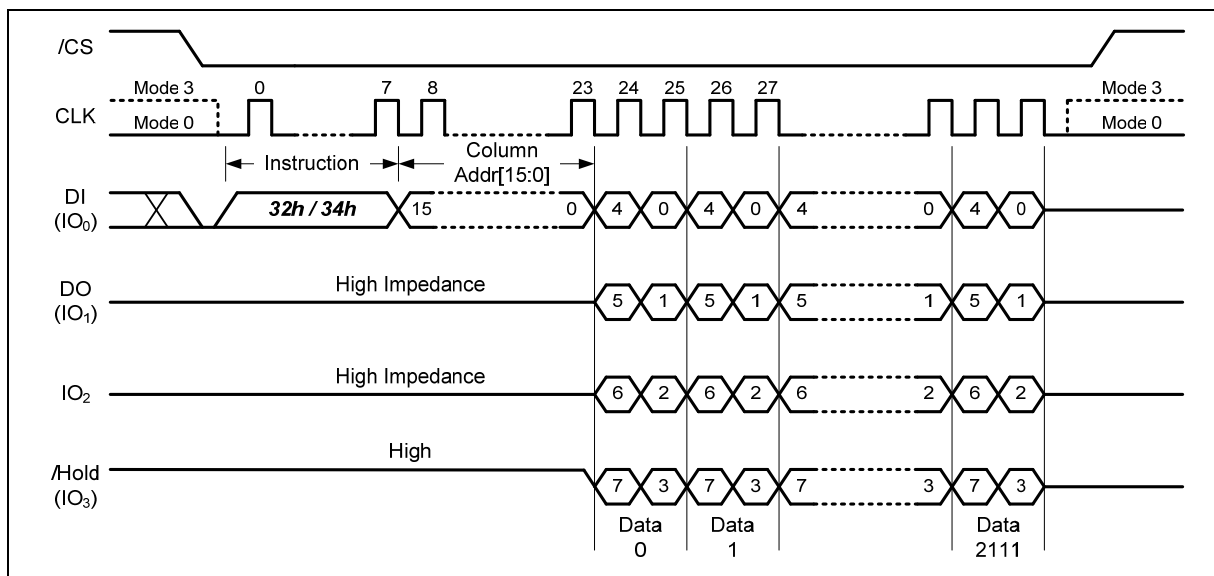 /CS
Mode 3 0 7 8 23 24 25 26 27 Mode 3
CLK
Mode 0 Mode 0
Instruction Column
Addr[15:0]
DI
(IO0) 32h / 34h 15 0 4 0 4 0 4 0 4 0
DO
(IO1) High Impedance 5 1 5 1 5 1 5 1
IO2 High Impedance 6 2 6 2 6 2 6 2
High
/Hold
(IO3) 7 3 7 3 7 3 7 3
Data Data Data
0 1 2111